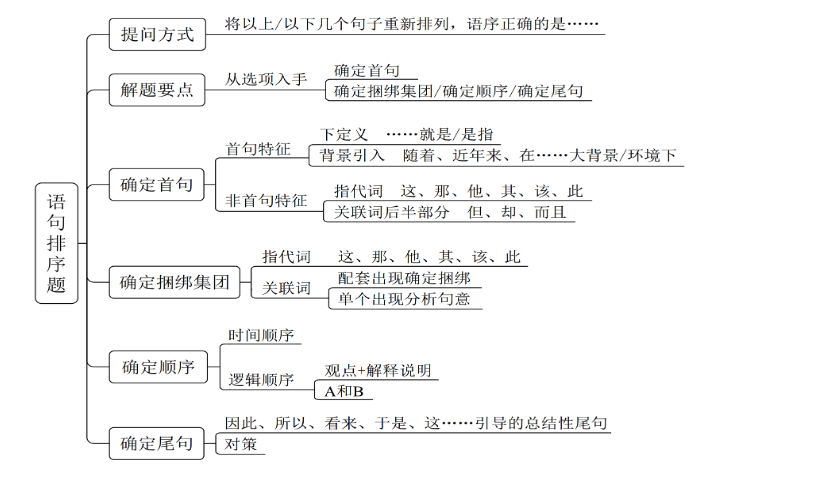 语句排序题
提问方式
将以上/以下几个句子重新排列，语序正确的是……
解题要点
从选项入手
确定首句
确定捆绑集团/确定顺序/确定尾句
确定首句
首句特征
下定义 ……就是/是指
背景引入 随着、近年来、在……大背景/环境下
非首句特征
指代词 这、那、他、其、该、此
关联词后半部分 但、却、而且
确定捆绑集团
指代词 这、那、他、其、该、此
关联词
配套出现确定捆绑
单个出现分析句意
确定顺序
时间顺序
逻辑顺序
观点+解释说明
A和B
确定尾句
因此、所以、看来、于是、这……引导的总结性尾句
对策